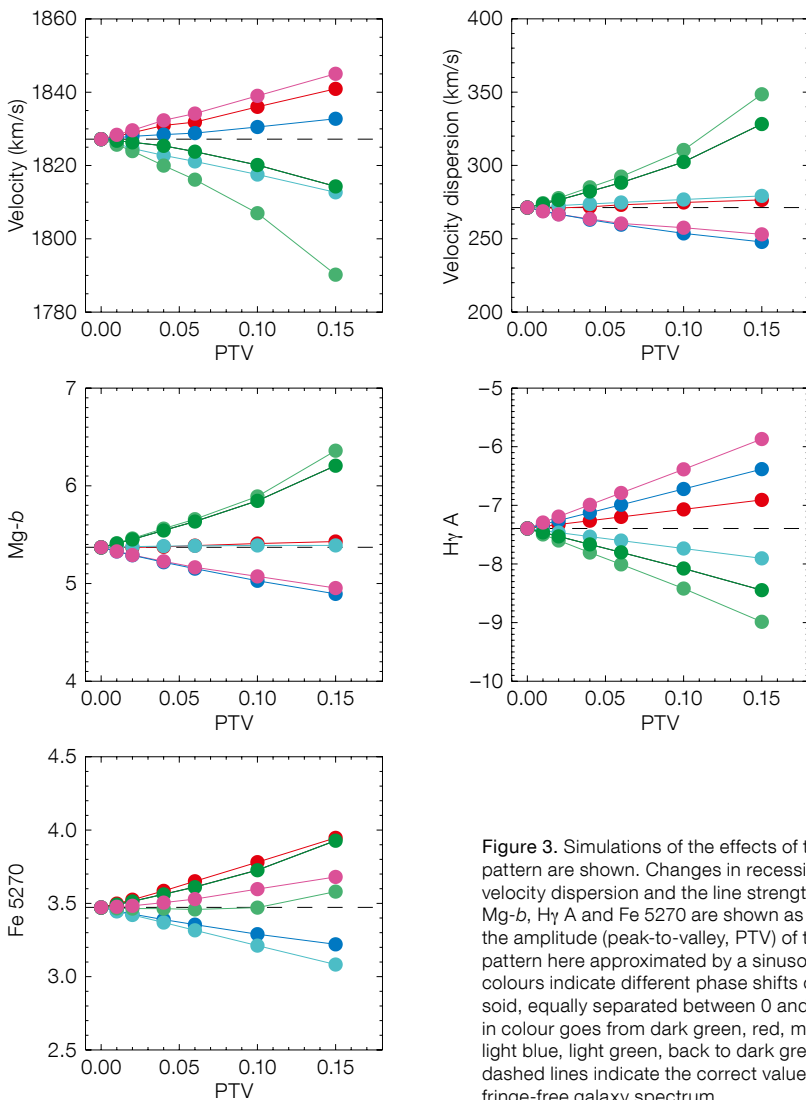 1860
1840
1820
1800
1780
Velocity (km/s)
0.00 0.05 0.10 0.15
PTV
400
350
300
250
200
Velocity dispersion (km/s)
0.00 0.05 0.10 0.15
PTV
7
6
5
4
Mg-b
0.00 0.05 0.10 0.15
PTV
−5
−6
−7
−8
−9
−10
Hγ A
0.00 0.05 0.10 0.15
PTV
4.5
4.0
3.5
3.0
2.5
Fe 5270
0.00 0.05 0.10 0.15
PTV
Figure 3. Simulations of the effects of t
pattern are shown. Changes in recessi
velocity dispersion and the line strengt
Mg-b, Hγ A and Fe 5270 are shown as
the amplitude (peak-to-valley, PTV) of t
pattern here approximated by a sinuso
colours indicate different phase shifts o
soid, equally separated between 0 and
in colour goes from dark green, red, m
light blue, light green, back to dark gre
dashed lines indicate the correct value
fringe-free galaxy spectrum